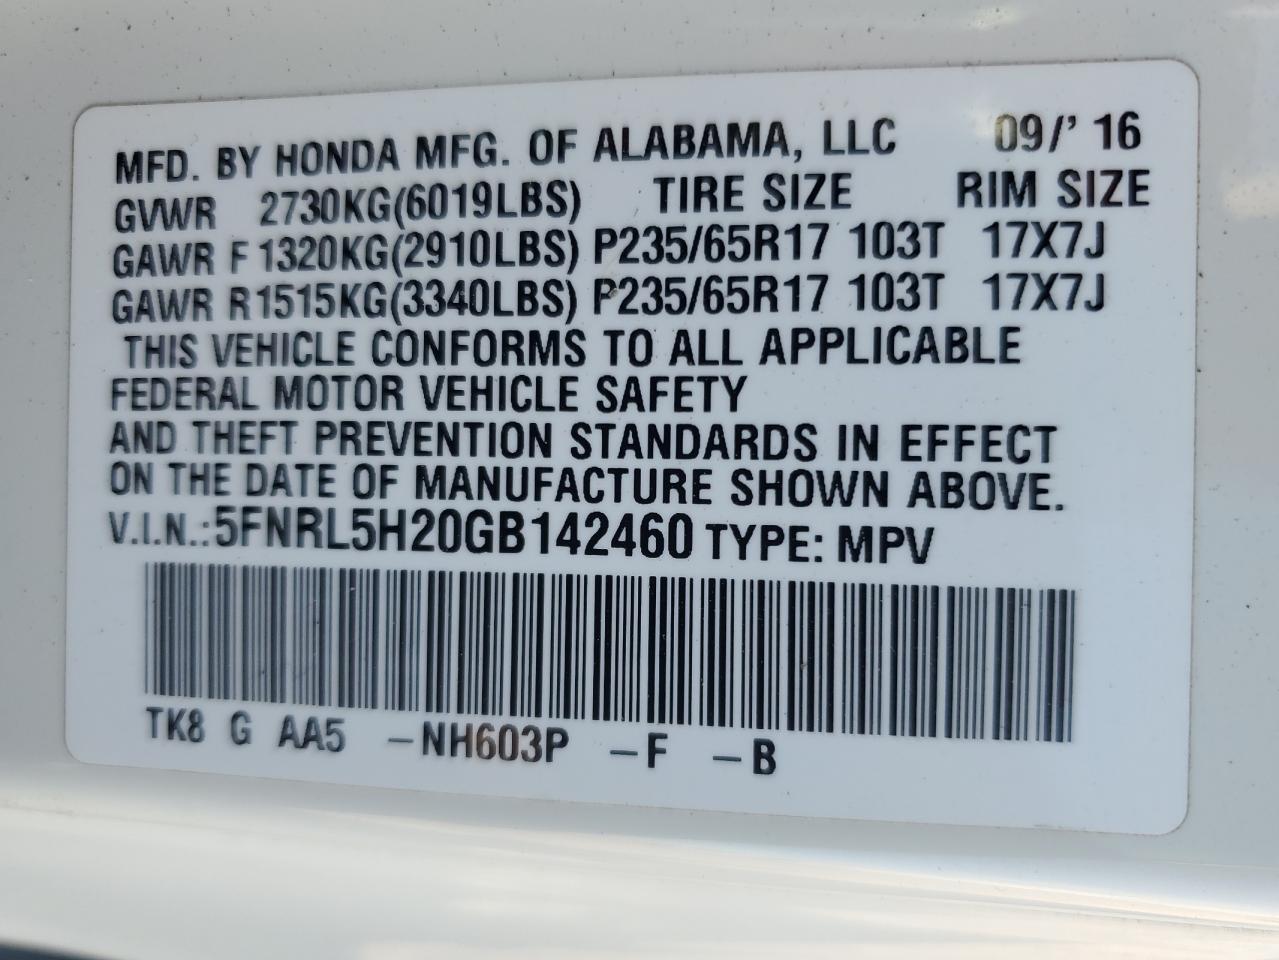 MFD. BY HONDA MFG. OF ALABAMA, LLC 09/' 16
GVWR 2730KG(6019LBS) TIRE SIZE RIM SIZE
GAWR F 1320KG(2910LBS) P235/65R17 103T 17X7J
GAWR R1515KG(3340LBS) P235/65R17 103T 17X7J
THIS VEHICLE CONFORMS TO ALL APPLICABLE
FEDERAL MOTOR VEHICLE SAFETY
AND THEFT PREVENTION STANDARDS IN EFFECT
ON THE DATE OF MANUFACTURE SHOWN ABOVE.
V.I.N.:5FNRL5H20GB142460 TYPE: MPV
TK8 G AA5 -NH603P -F -B